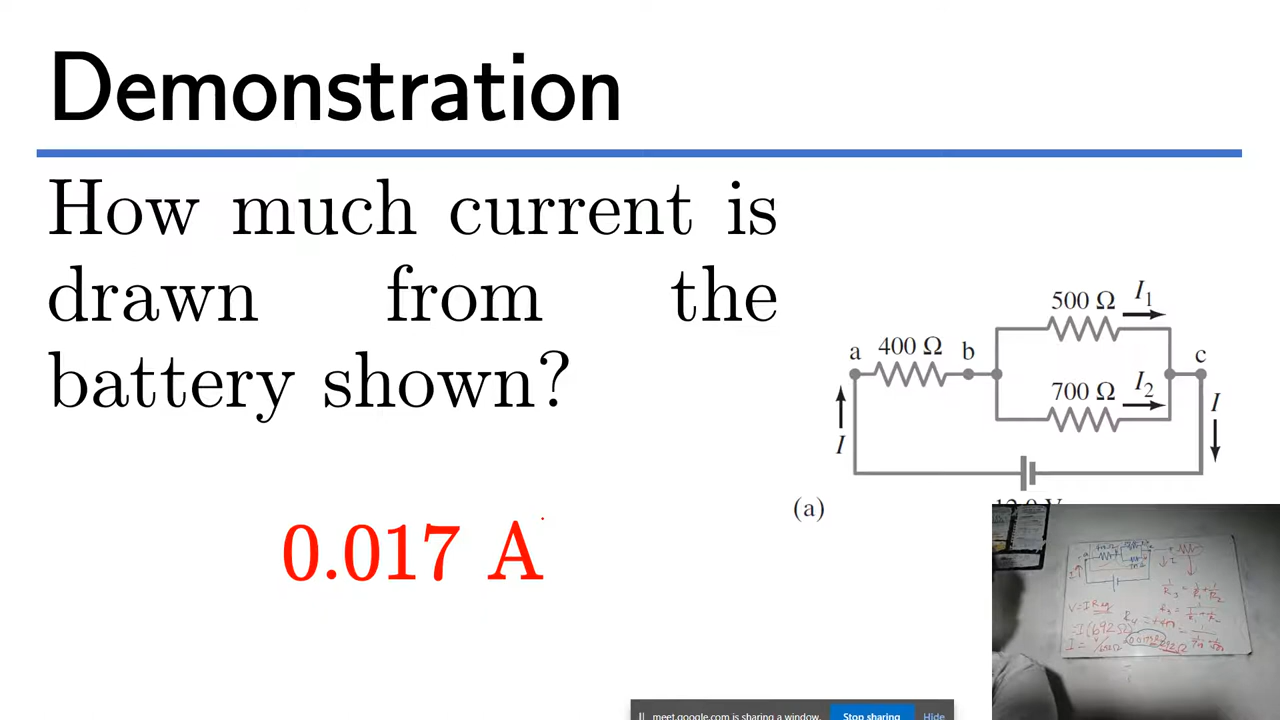 Demonstration
How much current is
drawn from the
battery shown?
0.017 A
500 Ω I₁
a 400 Ω b
c
700 Ω I₂
I
I
(a)
V = I Req
meet.google.com is sharing a window.
Stop sharing
Hide